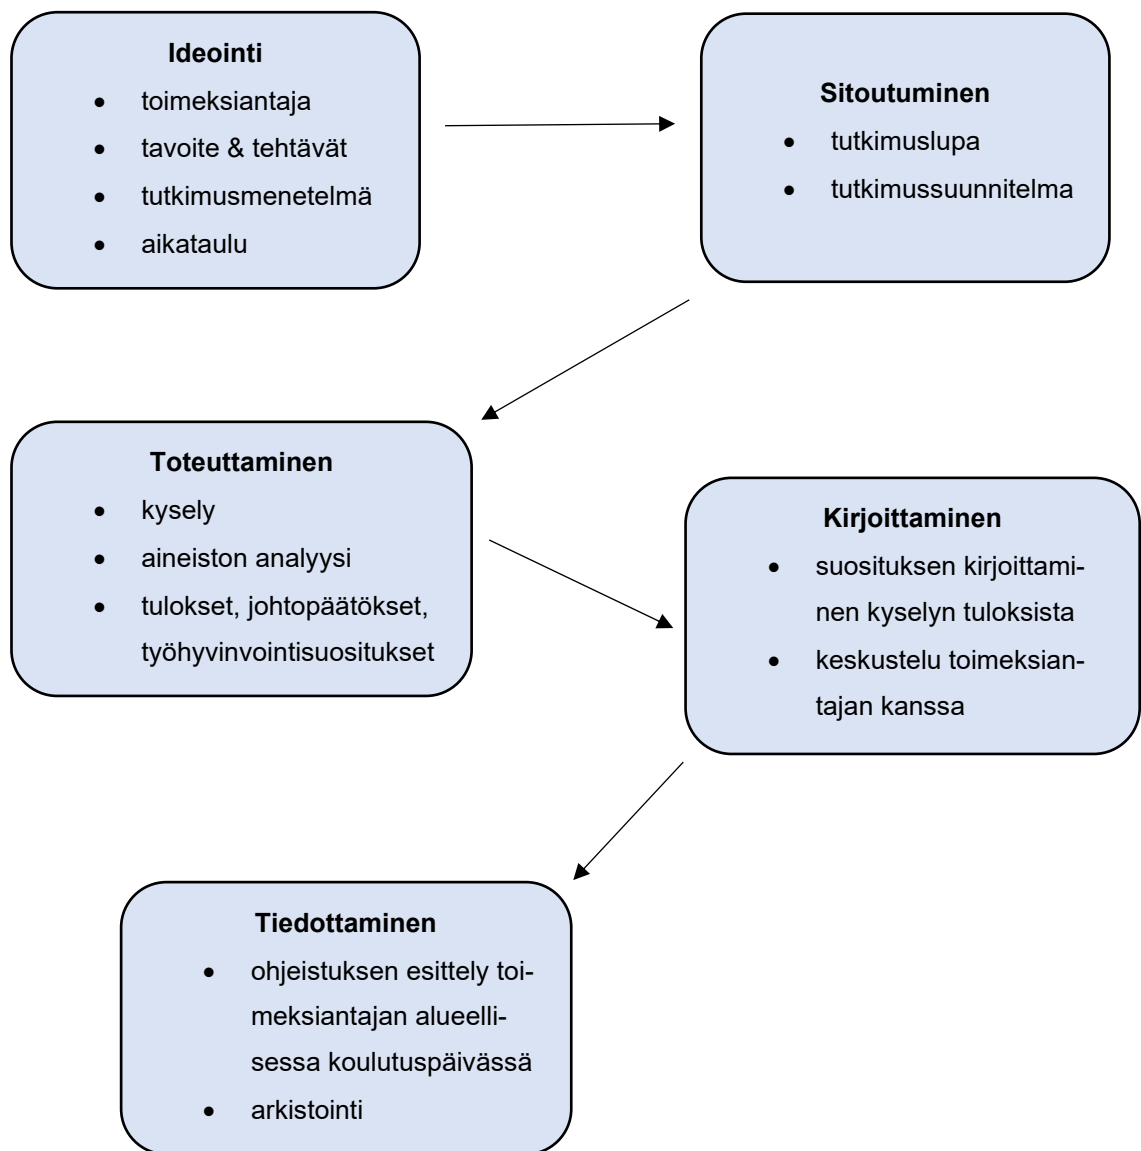 Ideointi
• toimeksiantaja
• tavoite & tehtävät
• tutkimusmenetelmä
• aikataulu
Sitoutuminen
• tutkimuslupa
• tutkimussuunnitelma
Toteuttaminen
• kysely
• aineiston analyysi
• tulokset, johtopäätökset,
työhyvinvointisuositukset
Kirjoittaminen
• suosituksen kirjoittami-
nen kyselyn tuloksista
• keskustelu toimeksian-
tajan kanssa
Tiedottaminen
• ohjeistuksen esittely toi-
meksiantajan alueelli-
sessa koulutuspäivässä
• arkistointi